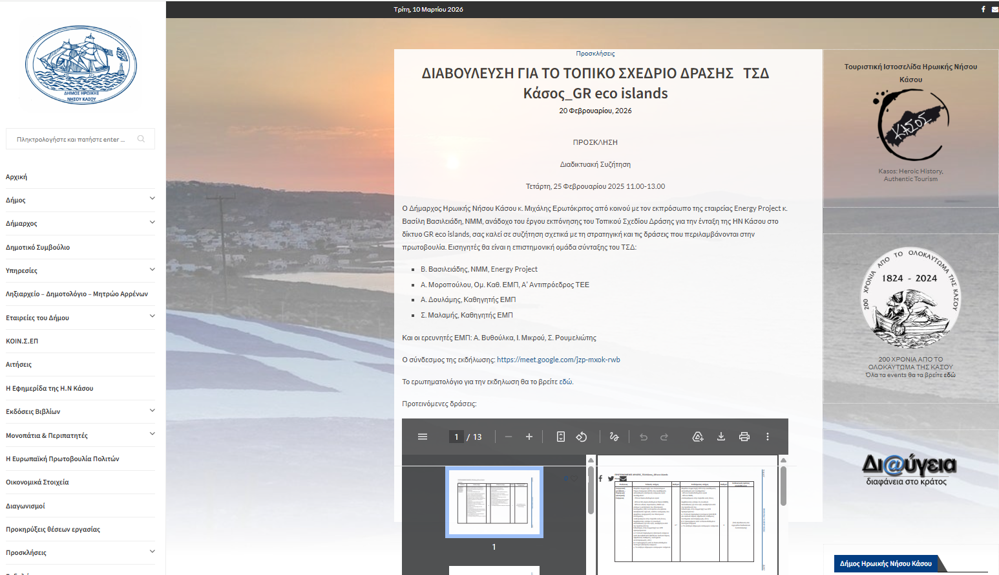 Τρίτη, 10 Μαρτίου 2026
ΔΗΜΟΣ ΗΡΩΙΚΗΣ
ΝΗΣΟΥ ΚΑΣΟΥ
Πληκτρολογήστε και πατήστε enter ...
Αρχική
Δήμος
Δήμαρχος
Δημοτικό Συμβούλιο
Υπηρεσίες
Ληξιαρχείο – Δημοτολόγιο – Μητρώο Αρρένων
Εταιρείες του Δήμου
ΚΟΙΝ.Σ.ΕΠ
Αιτήσεις
Η Εφημερίδα της Η.Ν Κάσου
Εκδόσεις Βιβλίων
Μονοπάτια & Περιπατητές
Η Ευρωπαϊκή Πρωτοβουλία Πολιτών
Οικονομικά Στοιχεία
Διαγωνισμοί
Προκηρύξεις θέσεων εργασίας
Προσκλήσεις
Προσκλήσεις
ΔΙΑΒΟΥΛΕΥΣΗ ΓΙΑ ΤΟ ΤΟΠΙΚΟ ΣΧΕΔΡΙΟ ΔΡΑΣΗΣ ΤΣΔ
Κάσος_GR eco islands
20 Φεβρουαρίου, 2026
ΠΡΟΣΚΛΗΣΗ
Διαδικτυακή Συζήτηση
Τετάρτη, 25 Φεβρουαρίου 2025 11.00-13.00
Ο Δήμαρχος Ηρωικής Νήσου Κάσου κ. Μιχάλης Ερωτόκριτος από κοινού με τον εκπρόσωπο της εταιρείας Energy Project κ.
Βασίλη Βασιλειάδη, ΝΜΜ, ανάδοχο του έργου εκπόνησης του Τοπικού Σχεδίου Δράσης για την ένταξη της ΗΝ Κάσου στο
δίκτυο GR eco islands, σας καλεί σε συζήτηση σχετικά με τη στρατηγική και τις δράσεις που περιλαμβάνονται στην
πρωτοβουλία. Εισηγητές θα είναι η επιστημονική ομάδα σύνταξης του ΤΣΔ:
Β. Βασιλειάδης, ΝΜΜ, Energy Project
Α. Μοροπούλου, Ομ. Καθ. ΕΜΠ, Α’ Αντιπρόεδρος ΤΕΕ
Α. Δουλάμης, Καθηγητής ΕΜΠ
Σ. Μαλαμής, Καθηγητής ΕΜΠ
Και οι ερευνητές ΕΜΠ: Α. Βυθούλκα, Ι. Μικρού, Σ. Ρουμελιώτης
Ο σύνδεσμος της εκδήλωσης: https://meet.google.com/jzp-mxok-rwb
Το ερωτηματολόγιο για την εκδηλωση θα το βρείτε εδώ.
Προτεινόμενες δράσεις:
1 / 13
1
Τουριστική Ιστοσελίδα Ηρωικής Νήσου
Κάσου
ΚΑΣΟΣ
Kasos: Heroic History,
Authentic Tourism
200 ΧΡΟΝΙΑ ΑΠΟ ΤΟ ΟΛΟΚΑΥΤΩΜΑ ΤΗΣ ΚΑΣΟΥ
1824 - 2024
200 ΧΡΟΝΙΑ ΑΠΟ ΤΟ
ΟΛΟΚΑΥΤΩΜΑ ΤΗΣ ΚΑΣΟΥ
Όλα τα events θα τα βρείτε εδώ
Δι@ύγεια
διαφάνεια στο κράτος
Δήμος Ηρωικής Νήσου Κάσου